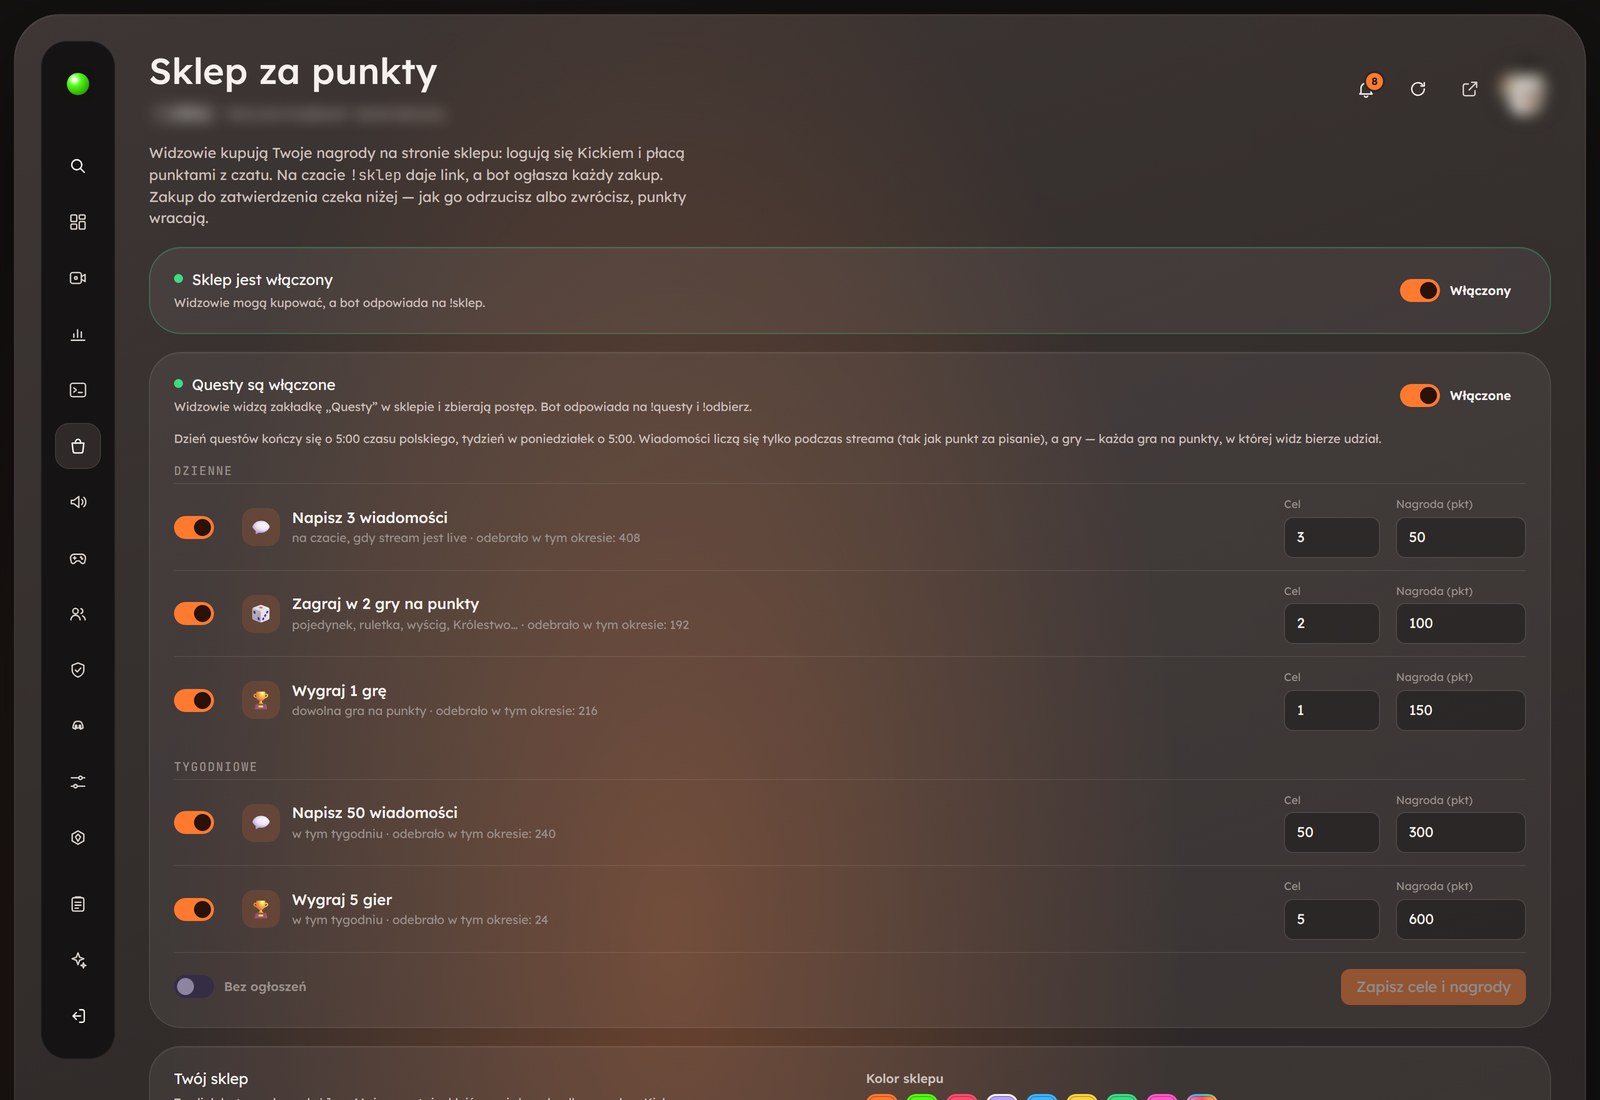 Sklep za punkty
8
Widzowie kupują Twoje nagrody na stronie sklepu: logują się Kickiem i płacą
punktami z czatu. Na czacie !sklep daje link, a bot ogłasza każdy zakup.
Zakup do zatwierdzenia czeka niżej — jak go odrzucisz albo zwrócisz, punkty
wracają.
Sklep jest włączony
Widzowie mogą kupować, a bot odpowiada na !sklep.
Włączony
Questy są włączone
Widzowie widzą zakładkę „Questy” w sklepie i zbierają postęp. Bot odpowiada na !questy i !odbierz.
Włączone
Dzień questów kończy się o 5:00 czasu polskiego, tydzień w poniedziałek o 5:00. Wiadomości liczą się tylko podczas streama (tak jak punkt za pisanie), a gry — każda gra na punkty, w której widz bierze udział.
DZIENNE
Napisz 3 wiadomości
na czacie, gdy stream jest live · odebrało w tym okresie: 408
Cel
Nagroda (pkt)
3
50
Zagraj w 2 gry na punkty
pojedynek, ruletka, wyścig, Królestwo… · odebrało w tym okresie: 192
Cel
Nagroda (pkt)
2
100
Wygraj 1 grę
dowolna gra na punkty · odebrało w tym okresie: 216
Cel
Nagroda (pkt)
1
150
TYGODNIOWE
Napisz 50 wiadomości
w tym tygodniu · odebrało w tym okresie: 240
Cel
Nagroda (pkt)
50
300
Wygraj 5 gier
w tym tygodniu · odebrało w tym okresie: 24
Cel
Nagroda (pkt)
5
600
Bez ogłoszeń
Zapisz cele i nagrody
Twój sklep
Kolor sklepu